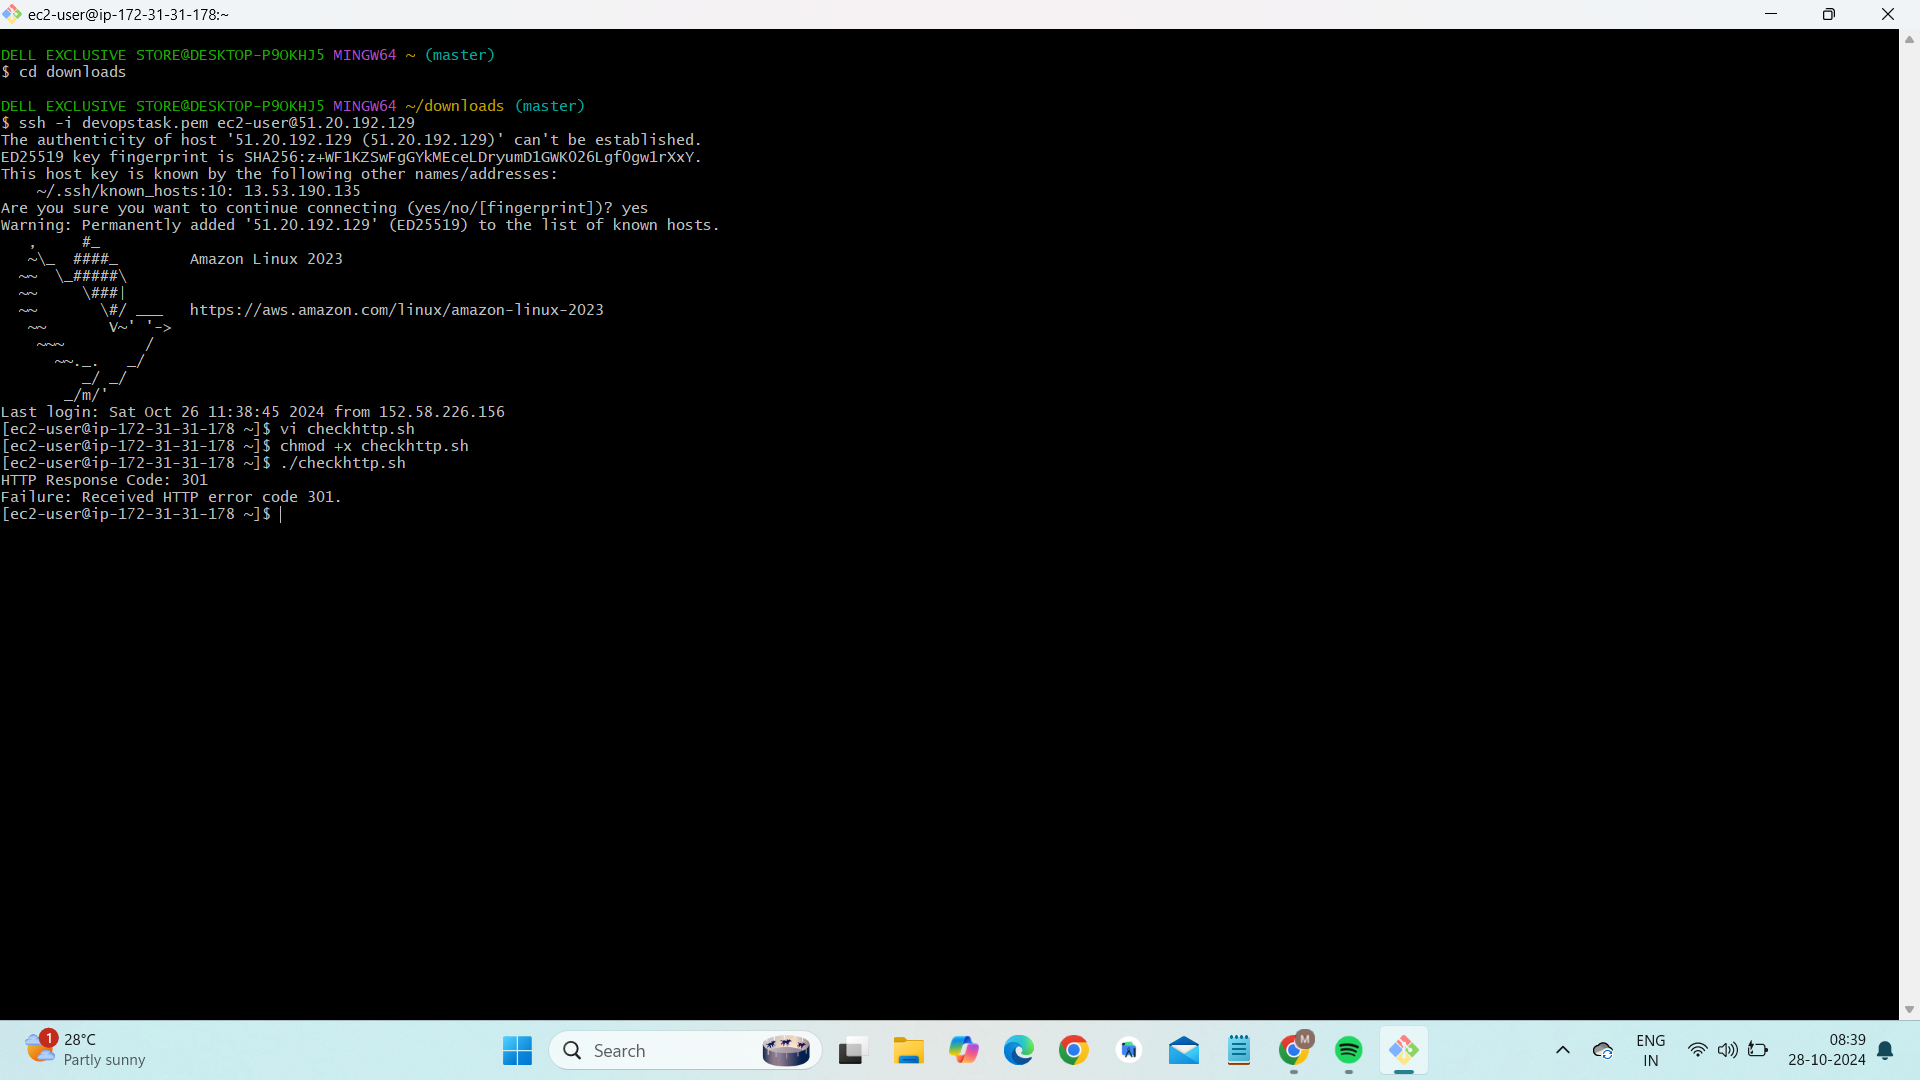 ec2-user@ip-172-31-31-178:~
DELL EXCLUSIVE STORE@DESKTOP-P9OKHJ5 MINGW64 ~ (master)
$ cd downloads
DELL EXCLUSIVE STORE@DESKTOP-P9OKHJ5 MINGW64 ~/downloads (master)
$ ssh -i devopstask.pem ec2-user@51.20.192.129
The authenticity of host '51.20.192.129 (51.20.192.129)' can't be established.
ED25519 key fingerprint is SHA256:z+WF1KZSwFgGYkMEceLDryumD1GWKO26Lgf0gw1rXxY.
This host key is known by the following other names/addresses:
    ~/.ssh/known_hosts:10: 13.53.190.135
Are you sure you want to continue connecting (yes/no/[fingerprint])? yes
Warning: Permanently added '51.20.192.129' (ED25519) to the list of known hosts.
   ,     #_
   ~\_  ####_        Amazon Linux 2023
  ~~  \_#####\
  ~~     \###|
  ~~       \#/ ___   https://aws.amazon.com/linux/amazon-linux-2023
   ~~       V~' '->
    ~~~         /
      ~~._.   _/
         _/ _/
       _/m/'
Last login: Sat Oct 26 11:38:45 2024 from 152.58.226.156
[ec2-user@ip-172-31-31-178 ~]$ vi checkhttp.sh
[ec2-user@ip-172-31-31-178 ~]$ chmod +x checkhttp.sh
[ec2-user@ip-172-31-31-178 ~]$ ./checkhttp.sh
HTTP Response Code: 301
Failure: Received HTTP error code 301.
[ec2-user@ip-172-31-31-178 ~]$
1
28°C
Partly sunny
Search
AI
M
ENG
IN
08:39
28-10-2024